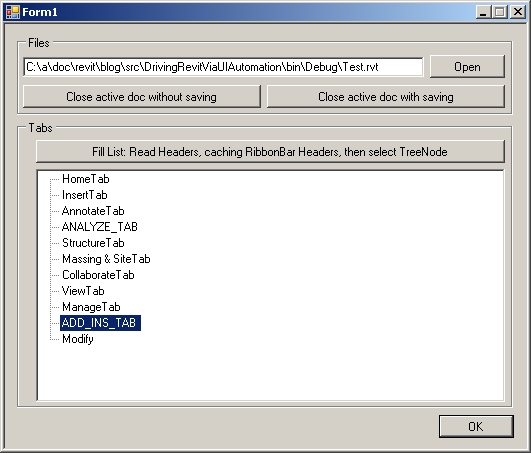 Form1
Files
C:\a\doc\revit\blog\src\DrivingRevitViaUIAutomation\bin\Debug\Test.rvt
Open
Close active doc without saving
Close active doc with saving
Tabs
Fill List: Read Headers, caching RibbonBar Headers, then select TreeNode
HomeTab
InsertTab
AnnotateTab
ANALYZE_TAB
StructureTab
Massing & SiteTab
CollaborateTab
ViewTab
ManageTab
ADD_INS_TAB
Modify
OK